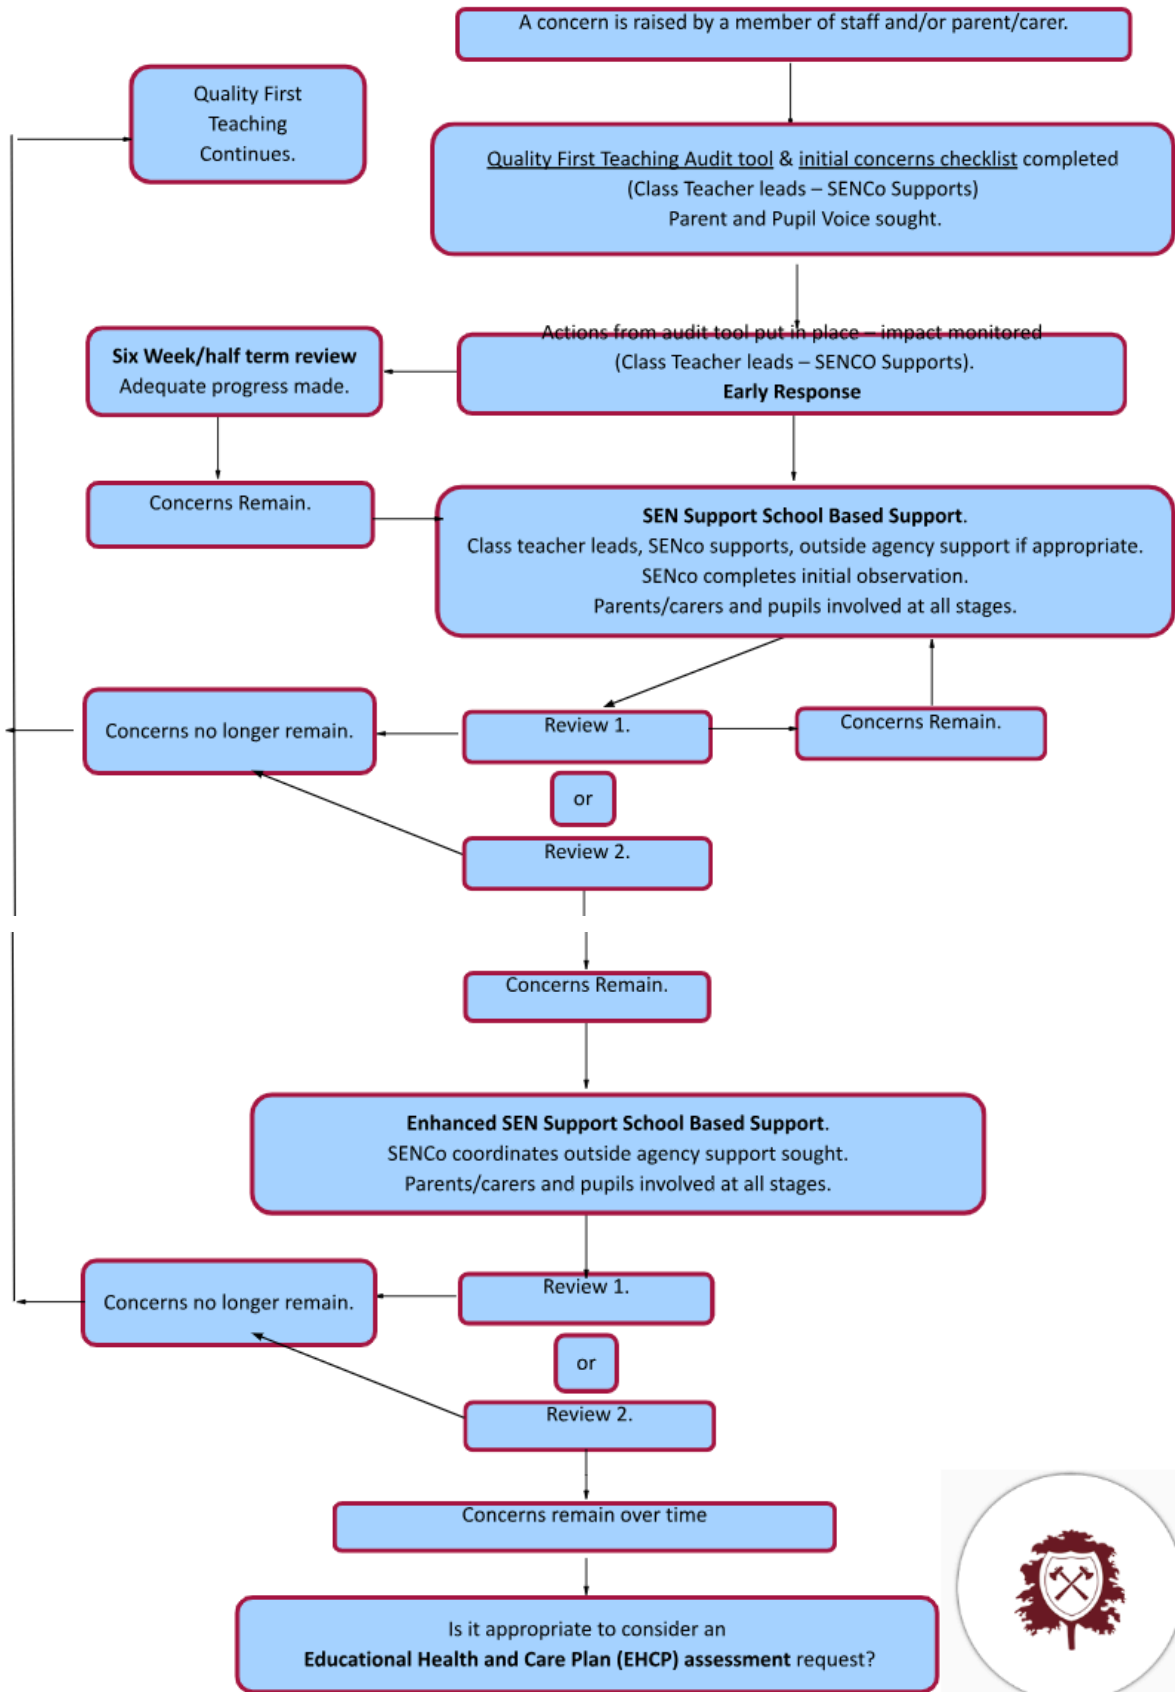 A concern is raised by a member of staff and/or parent/carer.
Quality First
Teaching
Continues.
Quality First Teaching Audit tool & initial concerns checklist completed
(Class Teacher leads – SENCo Supports)
Parent and Pupil Voice sought.
Actions from audit tool put in place – impact monitored
(Class Teacher leads – SENCO Supports).
Early Response
Six Week/half term review
Adequate progress made.
Concerns Remain.
SEN Support School Based Support.
Class teacher leads, SENco supports, outside agency support if appropriate.
SENco completes initial observation.
Parents/carers and pupils involved at all stages.
Concerns no longer remain.
Review 1.
Concerns Remain.
or
Review 2.
Concerns Remain.
Enhanced SEN Support School Based Support.
SENCo coordinates outside agency support sought.
Parents/carers and pupils involved at all stages.
Concerns no longer remain.
Review 1.
or
Review 2.
Concerns remain over time
Is it appropriate to consider an
Educational Health and Care Plan (EHCP) assessment request?